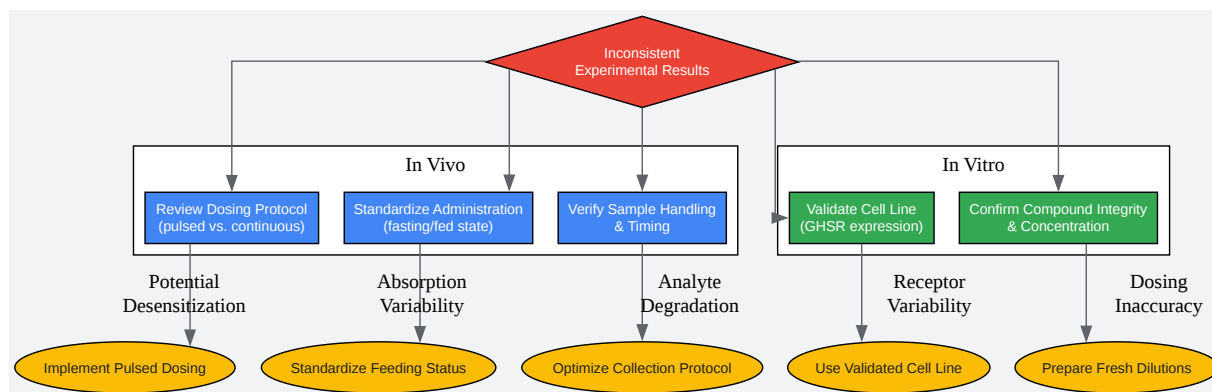 Inconsistent
Experimental Results
In Vivo
In Vitro
Review Dosing Protocol
(pulsed vs. continuous)
Standardize Administration
(fasting/fed state)
Verify Sample Handling
& Timing
Validate Cell Line
(GHSR expression)
Confirm Compound Integrity
& Concentration
Potential
Desensitization
Absorption
Variability
Analyte
Degradation
Receptor
Variability
Dosing
Inaccuracy
Implement Pulsed Dosing
Standardize Feeding Status
Optimize Collection Protocol
Use Validated Cell Line
Prepare Fresh Dilutions